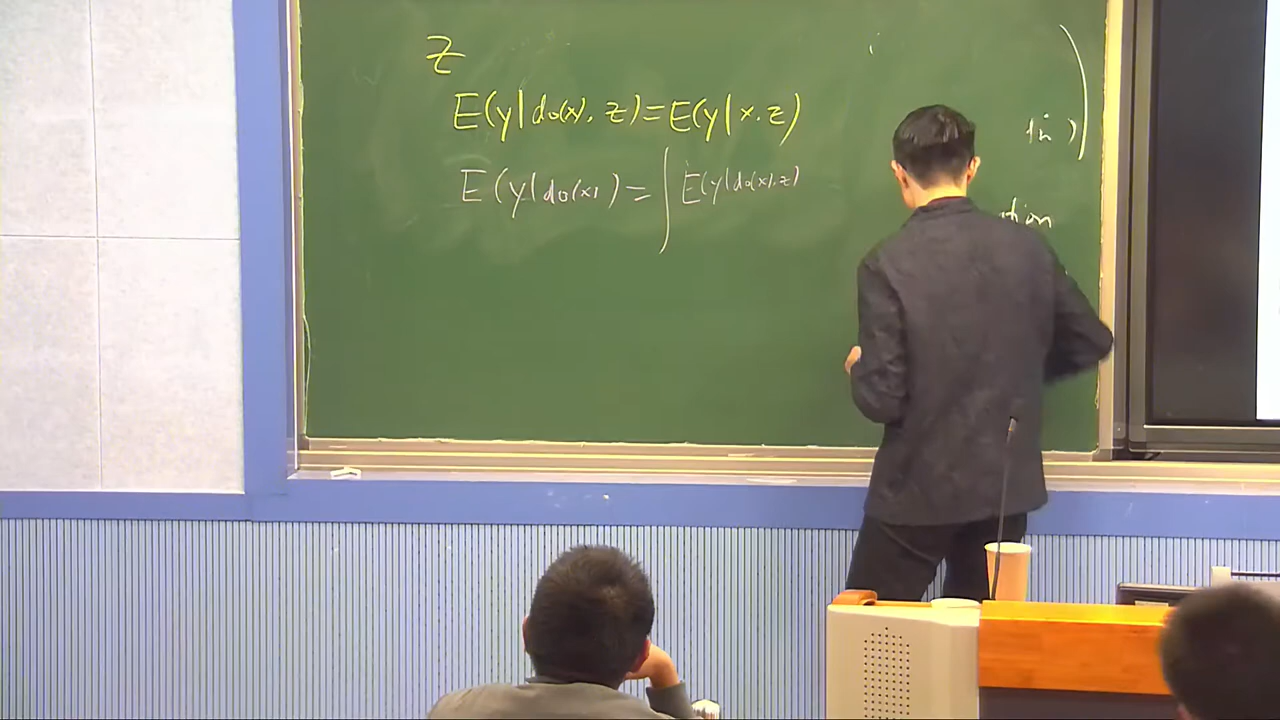 Z
E(y|do(x), z)=E(y|x.z)
E(y|do(x))=∫E(y|do(x),z)